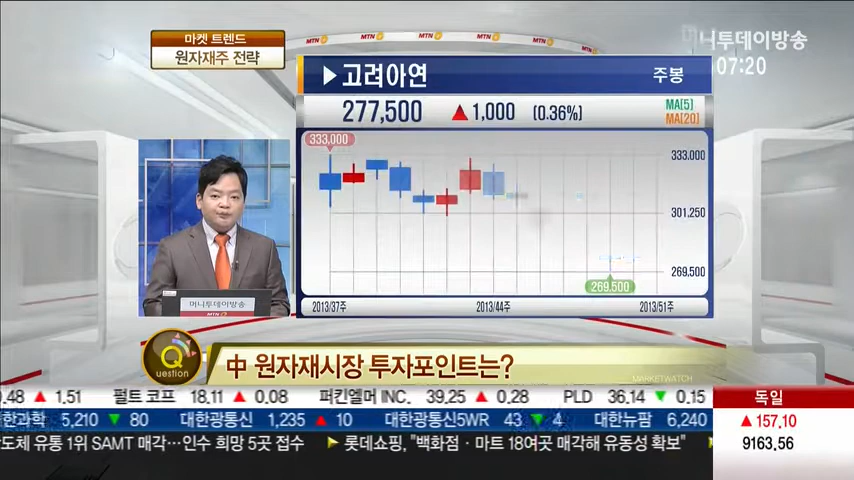 마켓 트렌드
원자재주 전략
MTN MTN MTN MTN MTN
머니투데이방송
07:20
▶고려아연 주봉
277,500 ▲1,000 (0.36%)
MA[5]
MA[20]
333,000
333.000
301,250
269,500
269,500
2013/37주 2013/44주 2013/51주
머니투데이방송
MTN
Question
中 원자재시장 투자포인트는?
MARKETWATCH
0.48 ▲ 1.51 펄트 코프 18,11 ▲ 0.08 퍼킨엘머 INC. 39,25 ▲ 0.28 PLD 36,14 ▼ 0.15
대한과학 5,210 ▼ 80 대한광통신 1,235 ▲ 10 대한광통신5WR 43 ▼ 4 대한뉴팜 6,240
도체 유통 1위 SAMT 매각…인수 희망 5곳 접수 ▶롯데쇼핑, "백화점·마트 18여곳 매각해 유동성 확보"
독일
▲157.10
9163.56